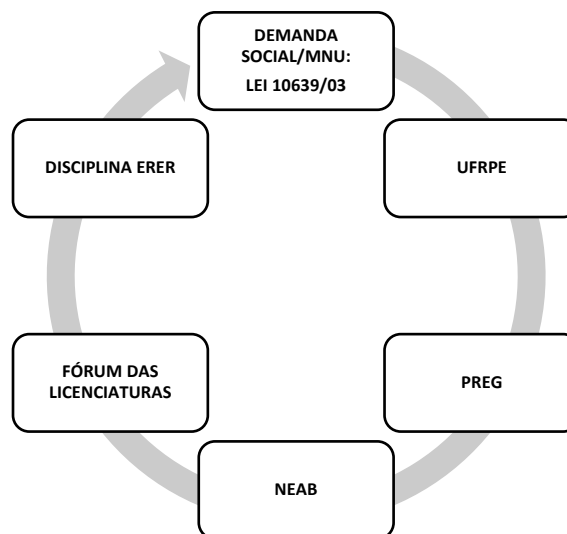 DEMANDA
SOCIAL/MNU:
LEI 10639/03
UFRPE
PREG
NEAB
FÓRUM DAS
LICENCIATURAS
DISCIPLINA ERER